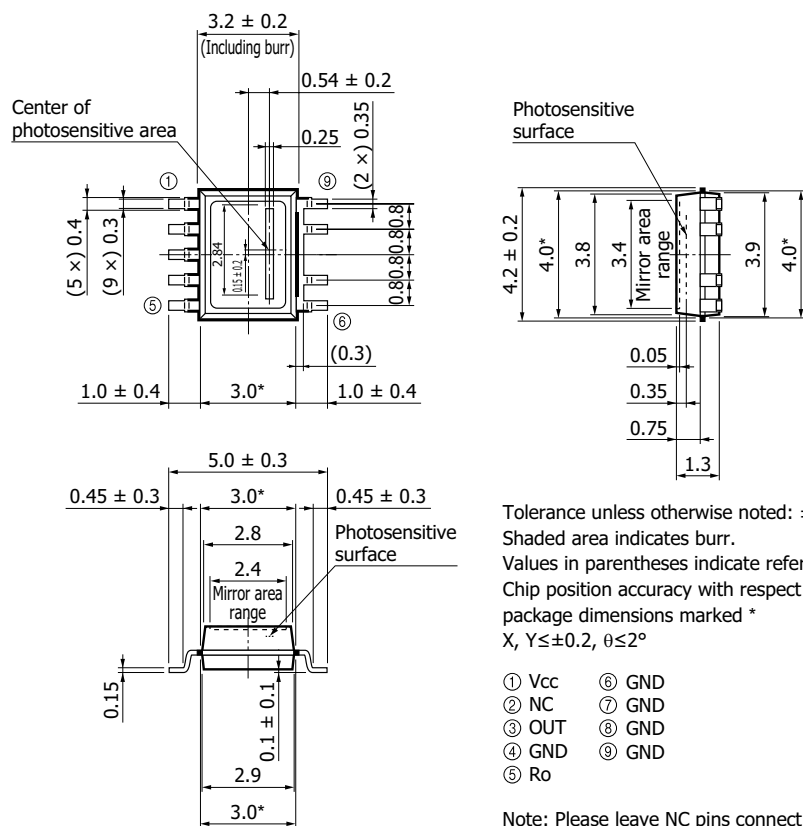 3.2 ± 0.2
(Including burr)
0.54 ± 0.2
Center of
photosensitive area
0.25
(2 ×) 0.35
①
⑨
(5 ×) 0.4
(9 ×) 0.3
2.84
0.15 ± 0.2
0.8
0.8
0.8
0.8
⑤
⑥
(0.3)
1.0 ± 0.4
3.0*
1.0 ± 0.4
Photosensitive
surface
4.2 ± 0.2
4.0*
3.8
3.4
Mirror area
range
3.9
4.0*
0.05
0.35
0.75
1.3
5.0 ± 0.3
0.45 ± 0.3
3.0*
0.45 ± 0.3
2.8
Photosensitive
surface
2.4
Mirror area
range
0.15
0.1 ± 0.1
2.9
3.0*
Tolerance unless otherwise noted:
Shaded area indicates burr.
Values in parentheses indicate refer
Chip position accuracy with respect
package dimensions marked *
X, Y≤±0.2, θ≤2°
① Vcc ⑥ GND
② NC ⑦ GND
③ OUT ⑧ GND
④ GND ⑨ GND
⑤ Ro
Note: Please leave NC pins connect